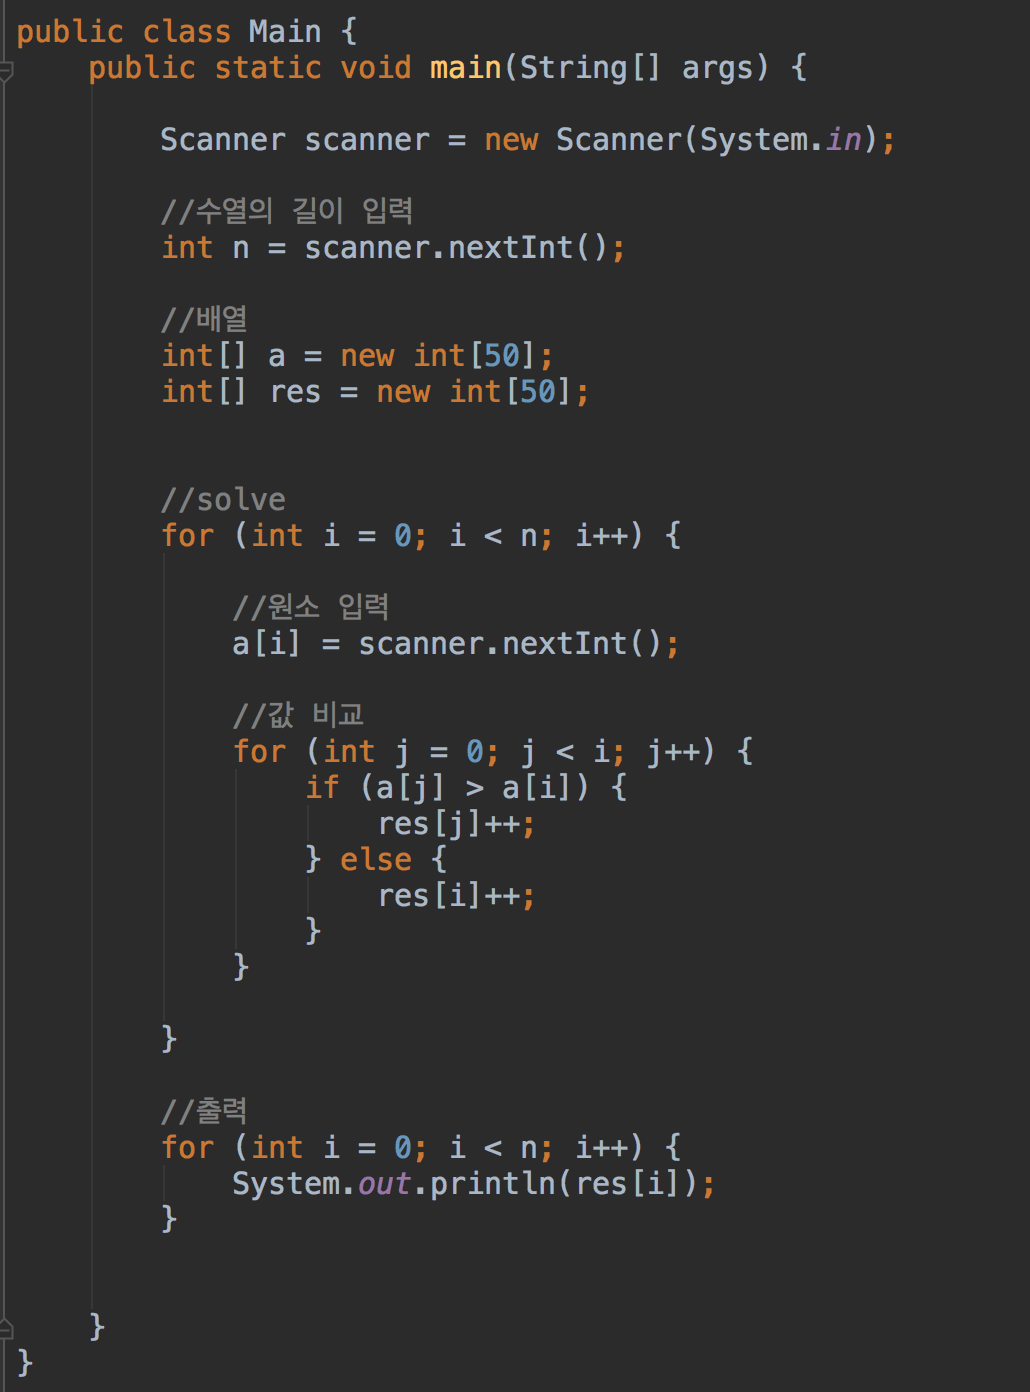 public class Main {
    public static void main(String[] args) {
        Scanner scanner = new Scanner(System.in);
        //수열의 길이 입력
        int n = scanner.nextInt();
        //배열
        int[] a = new int[50];
        int[] res = new int[50];
        //solve
        for (int i = 0; i < n; i++) {
            //원소 입력
            a[i] = scanner.nextInt();
            //값 비교
            for (int j = 0; j < i; j++) {
                if (a[j] > a[i]) {
                    res[j]++;
                } else {
                    res[i]++;
                }
            }
        }
        //출력
        for (int i = 0; i < n; i++) {
            System.out.println(res[i]);
        }
    }
}